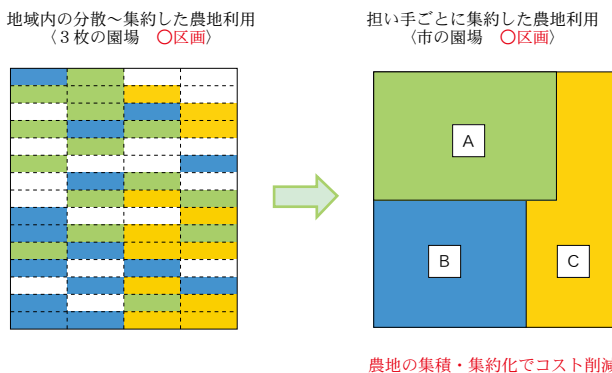 地域内の分散～集約した農地利用
〈３枚の園場　〇区画〉
担い手ごとに集約した農地利用
〈市の園場　〇区画〉
A
B
C
農地の集積・集約化でコスト削減